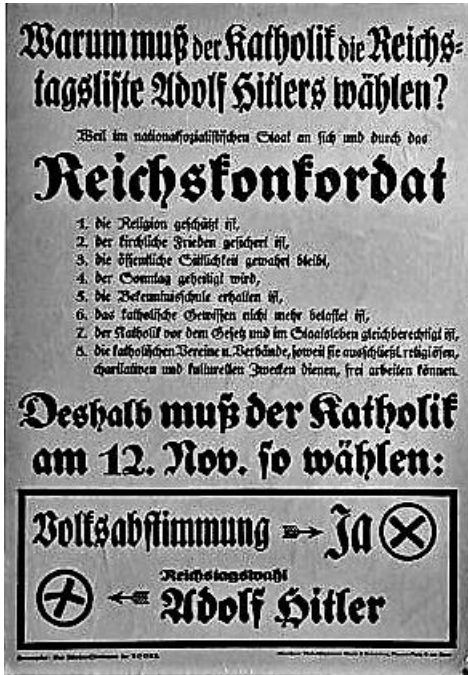 Warum muß der Katholik die Reichs=
tagsliste Adolf Hitlers wählen?
Weil im nationalsozialistischen Staat an sich und durch das
Reichskonkordat
1. die Religion geschützt ist,
2. der kirchliche Frieden gesichert ist,
3. die öffentliche Sittlichkeit gewahrt bleibt,
4. der Sonntag geheiligt wird,
5. die Bekenntnisschule erhalten ist,
6. das katholische Gewissen nicht mehr belastet ist,
7. der Katholik vor dem Gesetz und im Staatsleben gleichberechtigt ist,
8. die katholischen Vereine u. Verbände, soweit sie ausschließl. religiösen,
charitativen und kulturellen Zwecken dienen, frei arbeiten können.
Deshalb muß der Katholik
am 12. Nov. so wählen:
Volksabstimmung Ja
Reichstagswahl
Adolf Hitler